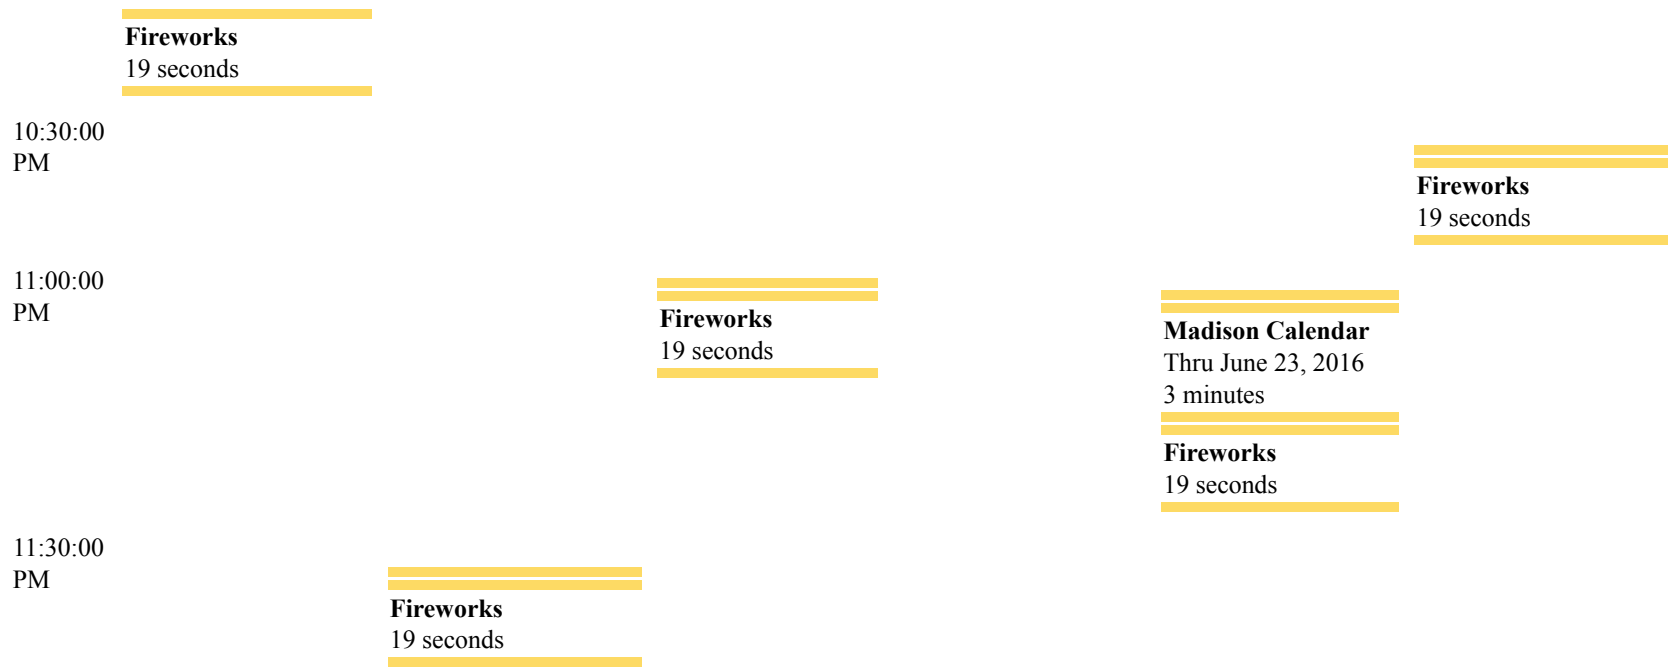 Fireworks
19 seconds
10:30:00
PM
Fireworks
19 seconds
11:00:00
PM
Fireworks
19 seconds
Madison Calendar
Thru June 23, 2016
3 minutes
Fireworks
19 seconds
11:30:00
PM
Fireworks
19 seconds